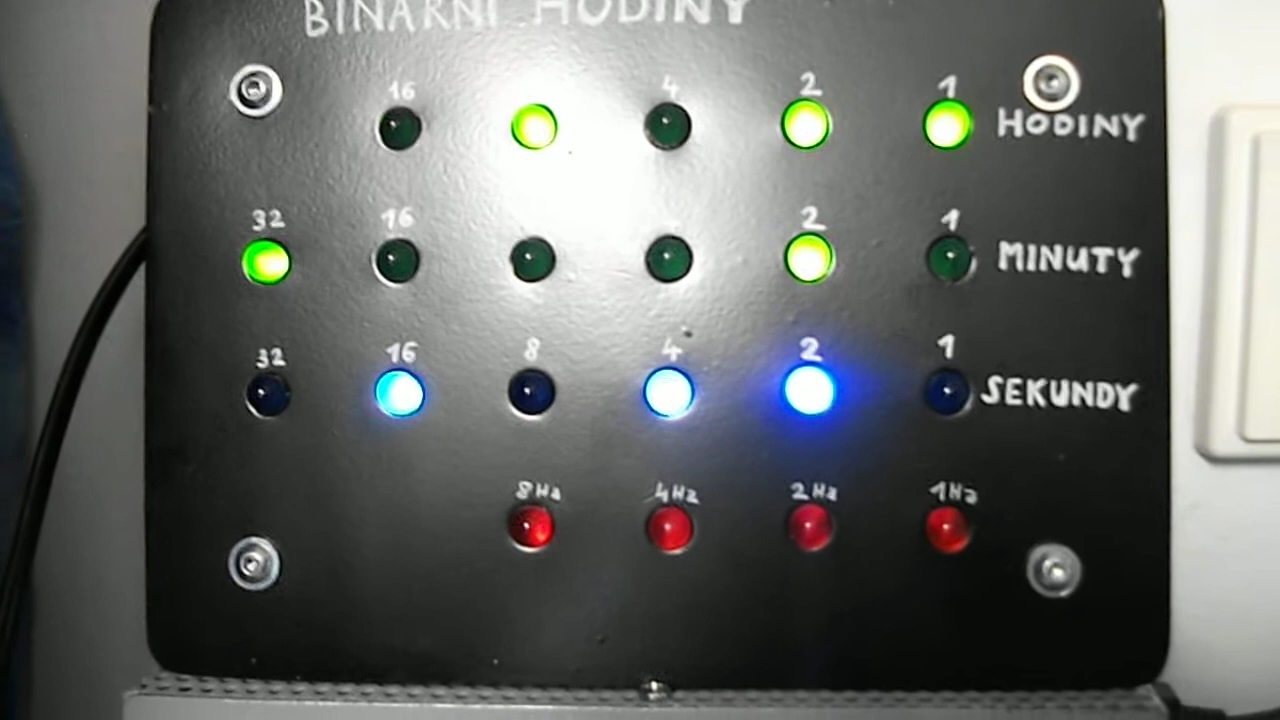 BINÁRNÍ HODINY
16 4 2 1 HODINY
32 16 2 1 MINUTY
32 16 8 4 2 1 SEKUNDY
8Hz 4Hz 2Hz 1Hz